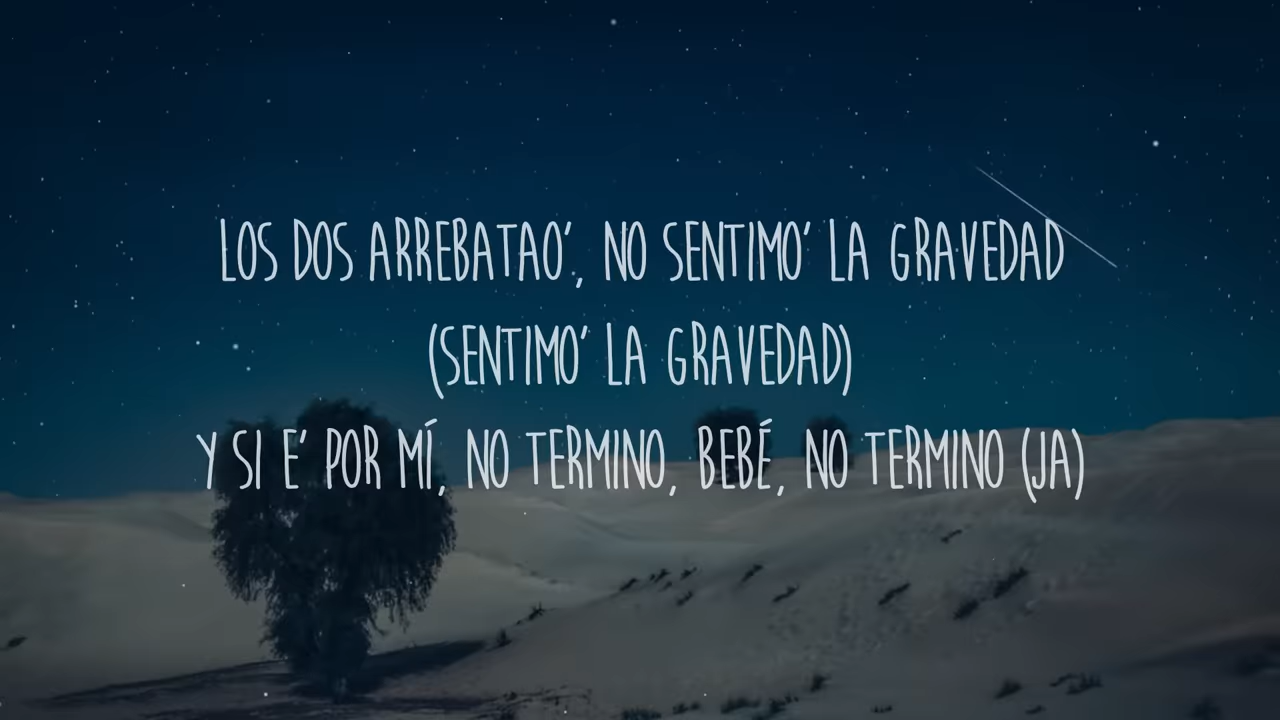 LOS DOS ARREBATAO', NO SENTIMO' LA GRAVEDAD
(SENTIMO' LA GRAVEDAD)
Y SI E' POR MÍ, NO TERMINO, BEBÉ, NO TERMINO (JA)